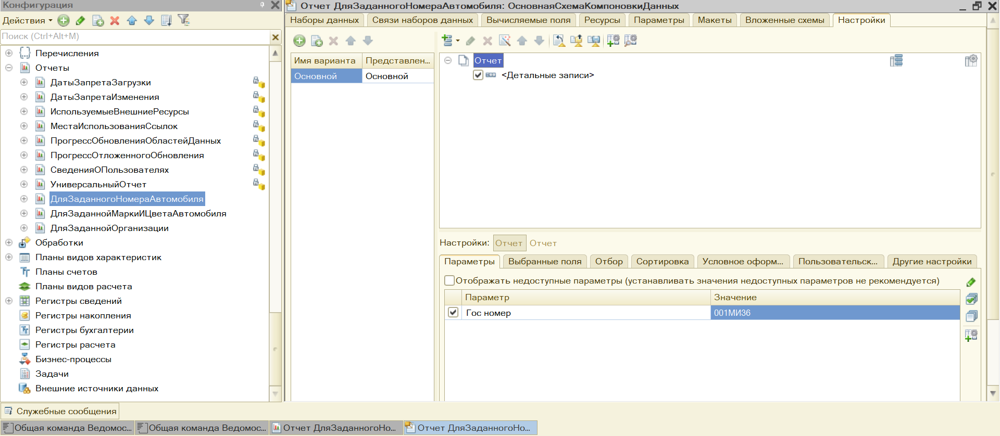 Конфигурация
Действия
Поиск (Ctrl+Alt+M)
Перечисления
Отчеты
ДатыЗапретаЗагрузки
ДатыЗапретаИзменения
ИспользуемыеВнешниеРесурсы
МестаИспользованияСсылок
ПрогрессОбновленияОбластейДанных
ПрогрессОтложенногоОбновления
СведенияОПользователях
УниверсальныйОтчет
ДляЗаданногоНомераАвтомобиля
ДляЗаданнойМаркиИЦветаАвтомобиля
ДляЗаданнойОрганизации
Обработки
Планы видов характеристик
Планы счетов
Планы видов расчета
Регистры сведений
Регистры накопления
Регистры бухгалтерии
Регистры расчета
Бизнес-процессы
Задачи
Внешние источники данных
Отчет ДляЗаданногоНомераАвтомобиля: ОсновнаяСхемаКомпоновкиДанных
Наборы данных Связи наборов данных Вычисляемые поля Ресурсы Параметры Макеты Вложенные схемы Настройки
Имя варианта Представлен...
Основной Основной
Отчет
<Детальные записи>
Настройки: Отчет Отчет
Параметры Выбранные поля Отбор Сортировка Условное оформ... Пользовательск... Другие настройки
Отображать недоступные параметры (устанавливать значения недоступных параметров не рекомендуется)
Параметр Значение
Гос номер 001МИ36
Служебные сообщения
Общая команда Ведомос... Общая команда Ведомос... Отчет ДляЗаданногоНо... Отчет ДляЗаданногоНо...